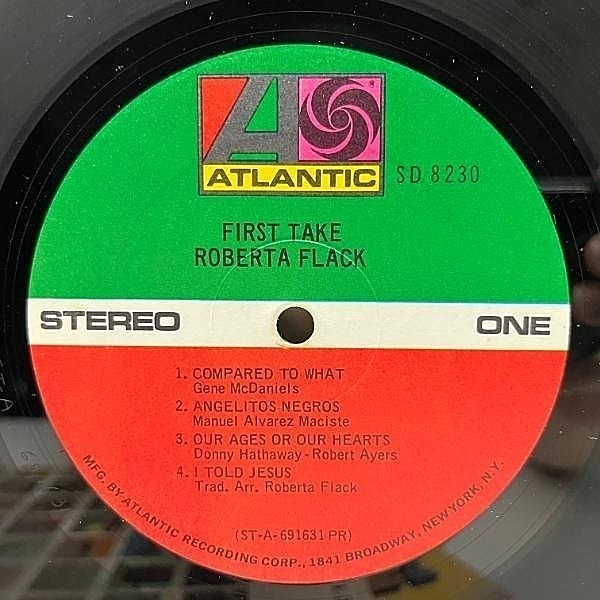 ATLANTIC
SD 8230
FIRST TAKE
ROBERTA FLACK
STEREO ONE
1. COMPARED TO WHAT
Gene McDaniels
2. ANGELITOS NEGROS
Manuel Alvarez Maciste
3. OUR AGES OR OUR HEARTS
Donny Hathaway - Robert Ayers
4. I TOLD JESUS
Trad. Arr. Roberta Flack
(ST-A-691631 PR)
MFG. BY ATLANTIC RECORDING CORP., 1841 BROADWAY, NEW YORK, N.Y.